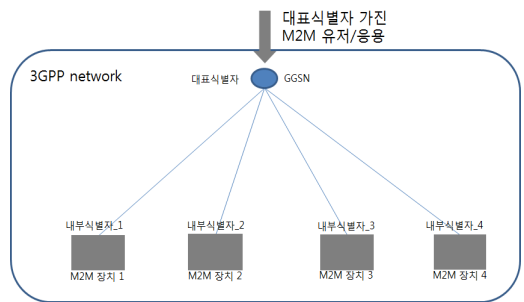 대표식별자 가진
M2M 유저/응용
3GPP network
대표식별자
GGSN
내부식별자_1
내부식별자_2
내부식별자_3
내부식별자_4
M2M 장치 1
M2M 장치 2
M2M 장치 3
M2M 장치 4